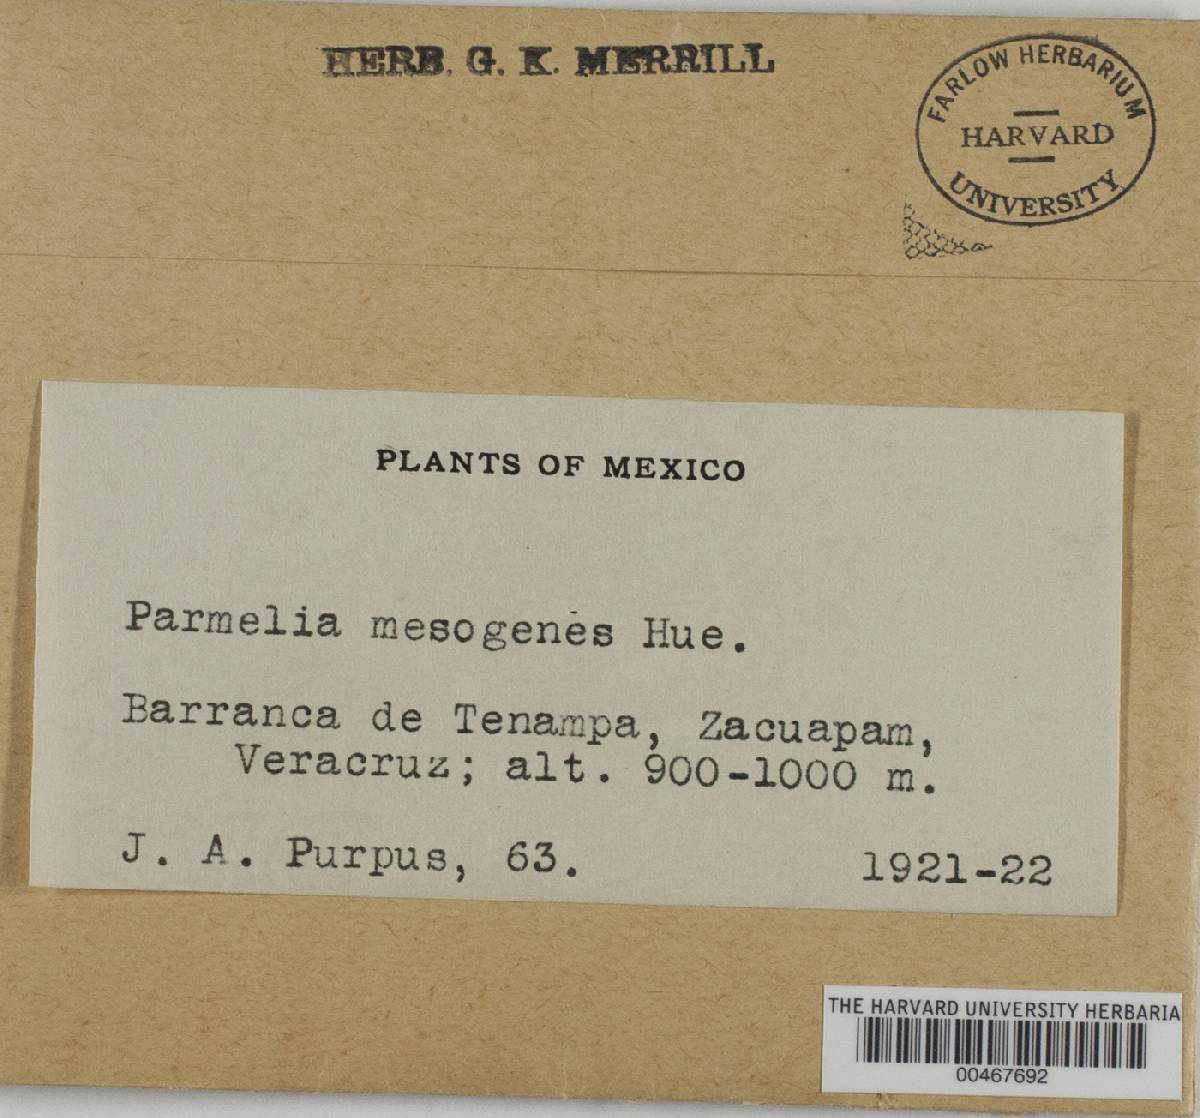 HERB. G. K. MERRILL
FARLOW HERBARIUM
HARVARD
UNIVERSITY
PLANTS OF MEXICO
Parmelia mesogenes Hue.
Barranca de Tenampa, Zacuapam,
Veracruz; alt. 900-1000 m.
J. A. Purpus, 63. 1921-22
THE HARVARD UNIVERSITY HERBARIA
00467692